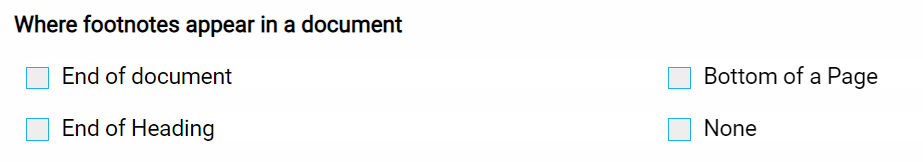 Where footnotes appear in a document
End of document
Bottom of a Page
End of Heading
None